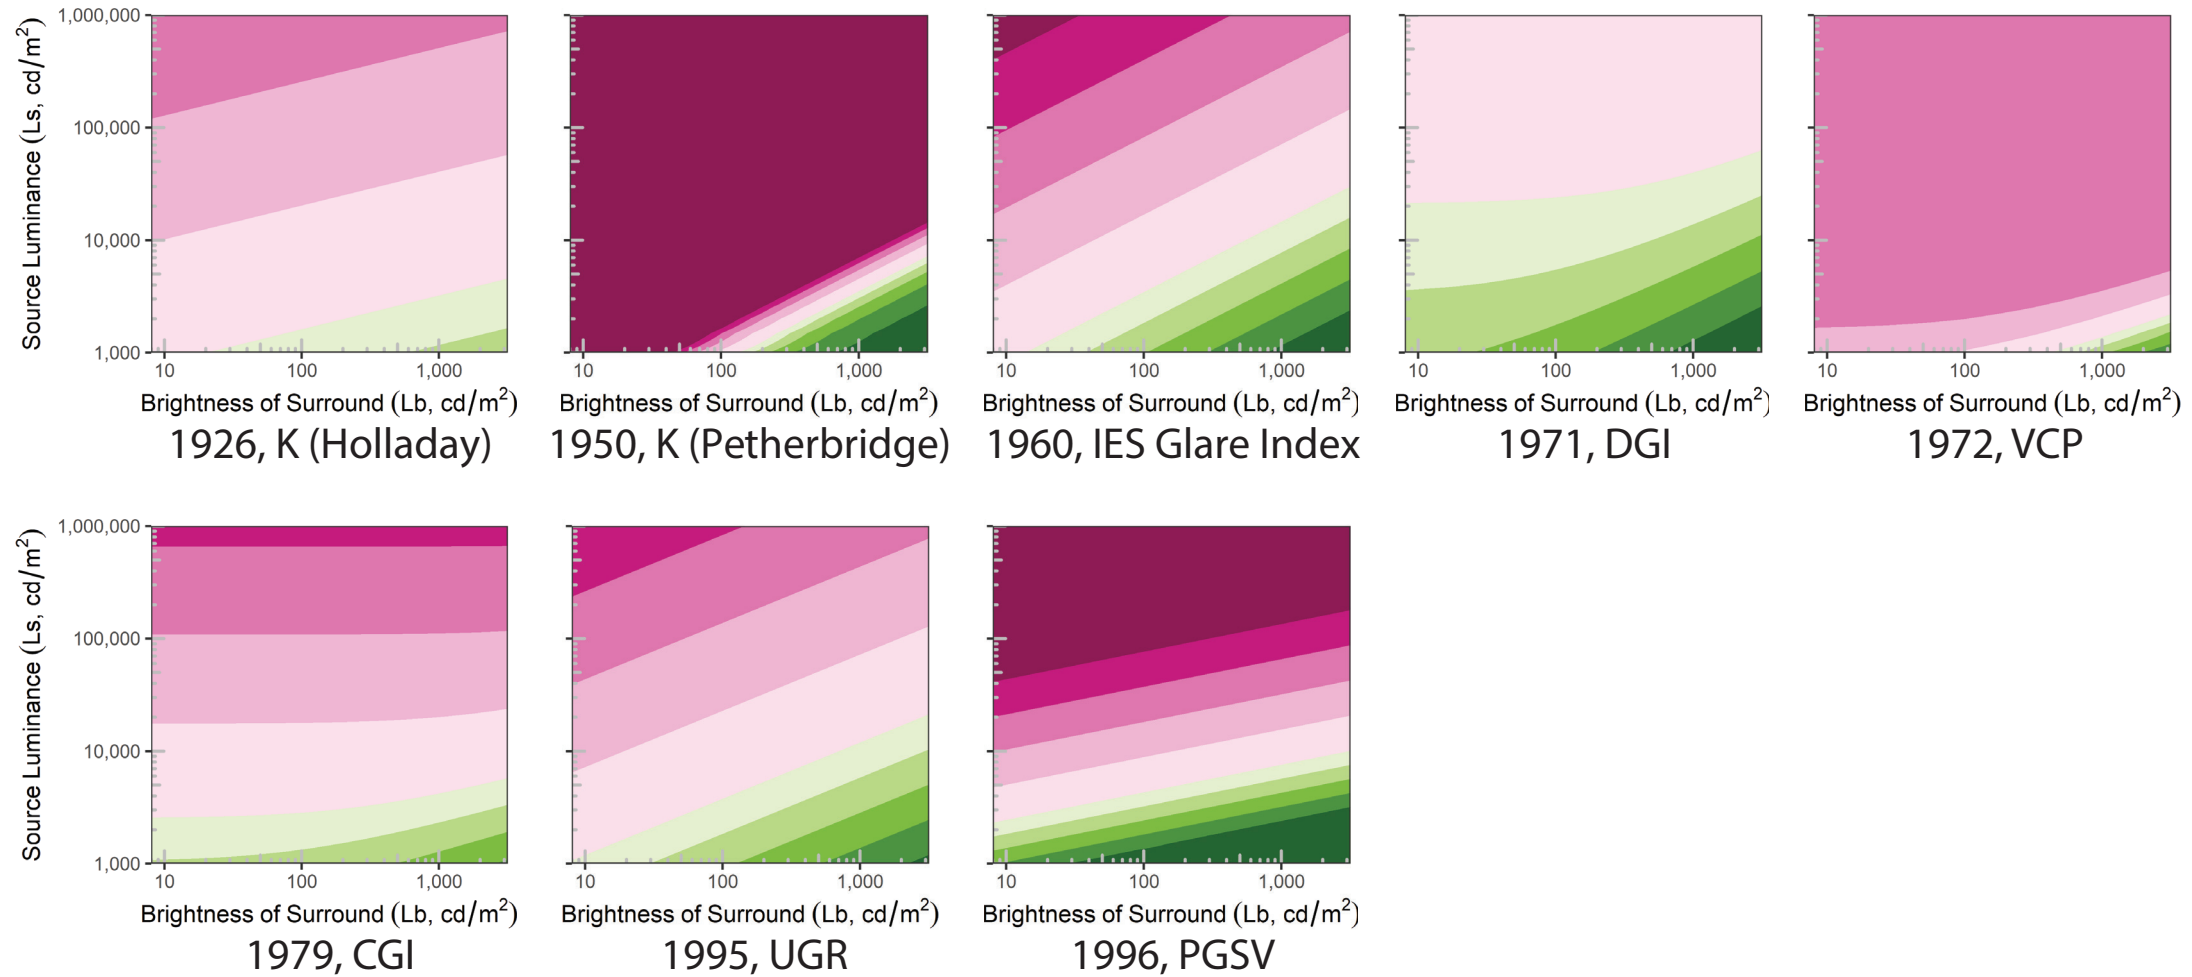 Source Luminance (Ls, cd/m²)
1,000,000
100,000
10,000
1,000
10 100 1,000
10 100 1,000
10 100 1,000
10 100 1,000
10 100 1,000
Brightness of Surround (Lb, cd/m²)
Brightness of Surround (Lb, cd/m²)
Brightness of Surround (Lb, cd/m²)
Brightness of Surround (Lb, cd/m²)
Brightness of Surround (Lb, cd/m²)
1926, K (Holladay)
1950, K (Petherbridge)
1960, IES Glare Index
1971, DGI
1972, VCP
Source Luminance (Ls, cd/m²)
1,000,000
100,000
10,000
1,000
10 100 1,000
10 100 1,000
10 100 1,000
Brightness of Surround (Lb, cd/m²)
Brightness of Surround (Lb, cd/m²)
Brightness of Surround (Lb, cd/m²)
1979, CGI
1995, UGR
1996, PGSV